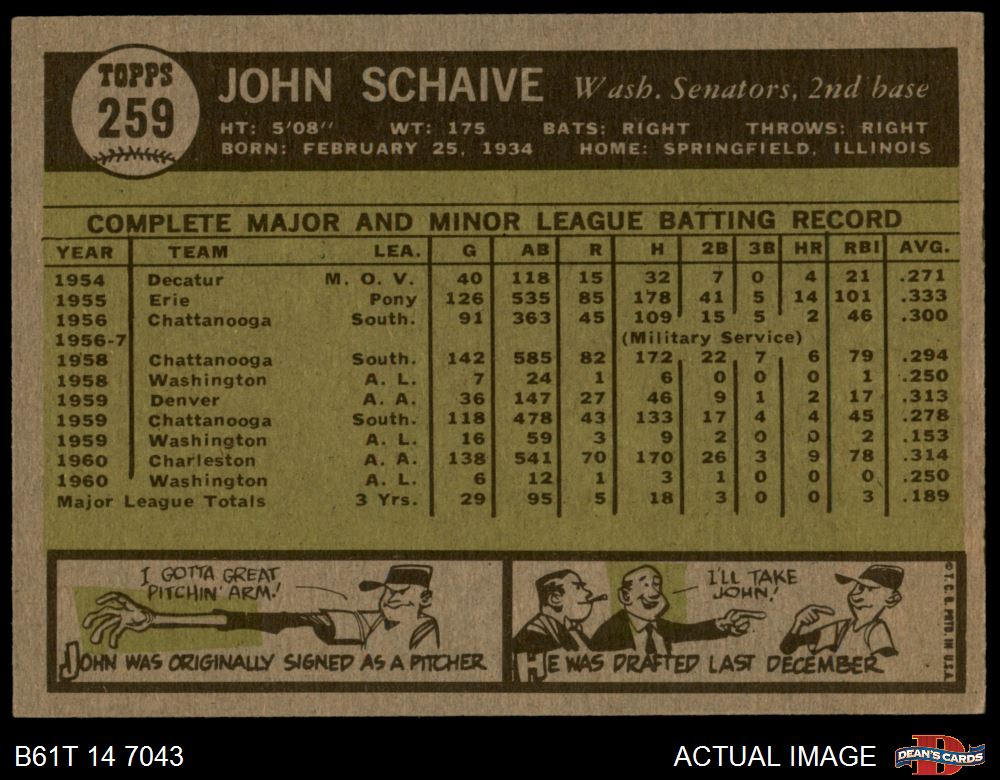 TOPPS
259
JOHN SCHAIVE Wash. Senators, 2nd base
HT: 5'08" WT: 175 BATS: RIGHT THROWS: RIGHT
BORN: FEBRUARY 25, 1934 HOME: SPRINGFIELD, ILLINOIS
COMPLETE MAJOR AND MINOR LEAGUE BATTING RECORD
YEAR TEAM LEA. G AB R H 2B 3B HR RBI AVG.
1954 Decatur M. O. V. 40 118 15 32 7 0 4 21 .271
1955 Erie Pony 126 535 85 178 41 5 14 101 .333
1956 Chattanooga South. 91 363 45 109 15 5 2 46 .300
1956-7 (Military Service)
1958 Chattanooga South. 142 585 82 172 22 7 6 79 .294
1958 Washington A. L. 7 24 1 6 0 0 0 1 .250
1959 Denver A. A. 36 147 27 46 9 1 2 17 .313
1959 Chattanooga South. 118 478 43 133 17 4 4 45 .278
1959 Washington A. L. 16 59 3 9 2 0 0 2 .153
1960 Charleston A. A. 138 541 70 170 26 3 9 78 .314
1960 Washington A. L. 6 12 1 3 1 0 0 0 .250
Major League Totals 3 Yrs. 29 95 5 18 3 0 0 3 .189
I GOTTA GREAT
PITCHIN' ARM!
JOHN WAS ORIGINALLY SIGNED AS A PITCHER
I'LL TAKE
JOHN!
HE WAS DRAFTED LAST DECEMBER
© T. C. G. PRTD. IN U.S.A.
B61T 14 7043 ACTUAL IMAGE
DEAN'S CARDS